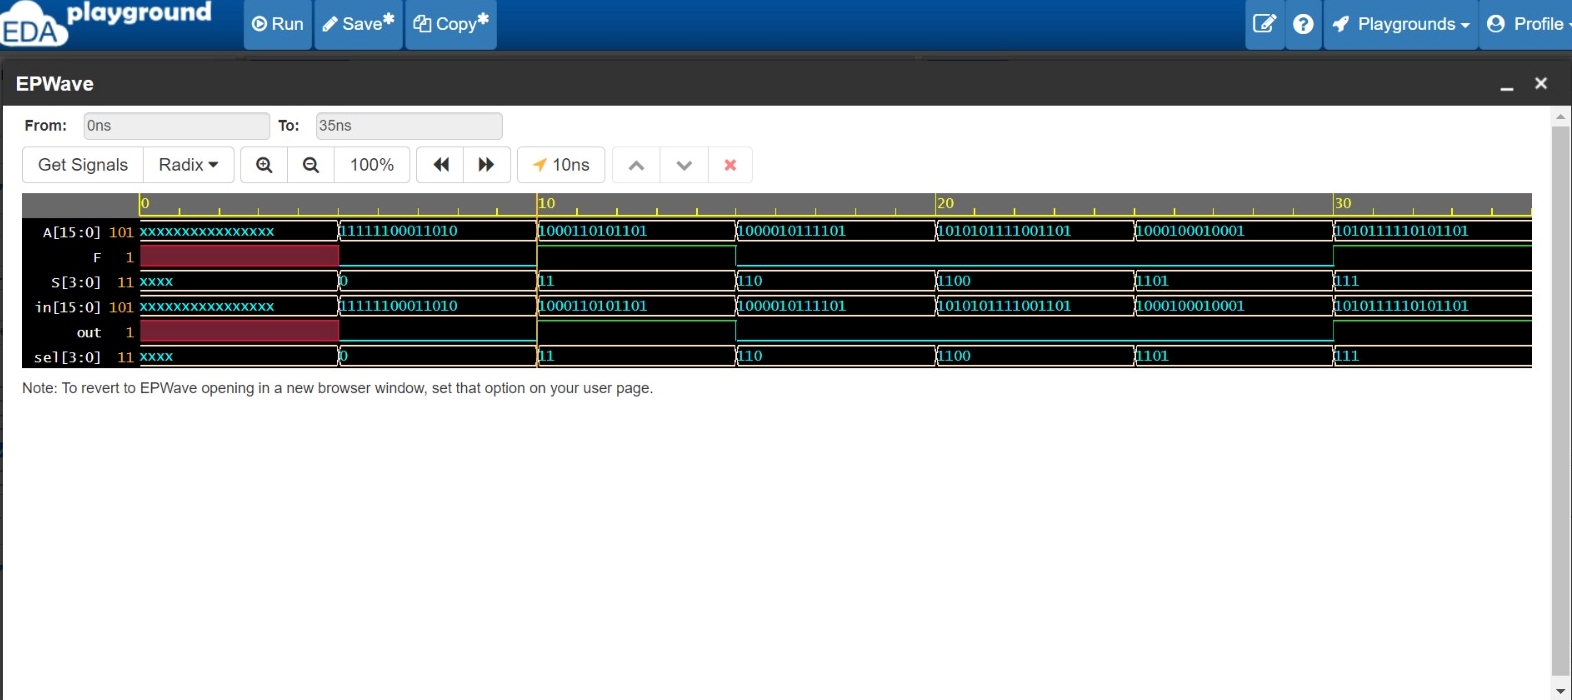 EDA playground Run Save* Copy* Playgrounds Profile
EPWave
From: 0ns To: 35ns
Get Signals Radix 100% 10ns
0 10 20 30
A[15:0] 101 xxxxxxxxxxxxxxxx 11111100011010 1000110101101 1000010111101 1010101111001101 1000100010001 1010111110101101
F 1
S[3:0] 11 xxxx 0 11 110 1100 1101 111
in[15:0] 101 xxxxxxxxxxxxxxxx 11111100011010 1000110101101 1000010111101 1010101111001101 1000100010001 1010111110101101
out 1
sel[3:0] 11 xxxx 0 11 110 1100 1101 111
Note: To revert to EPWave opening in a new browser window, set that option on your user page.